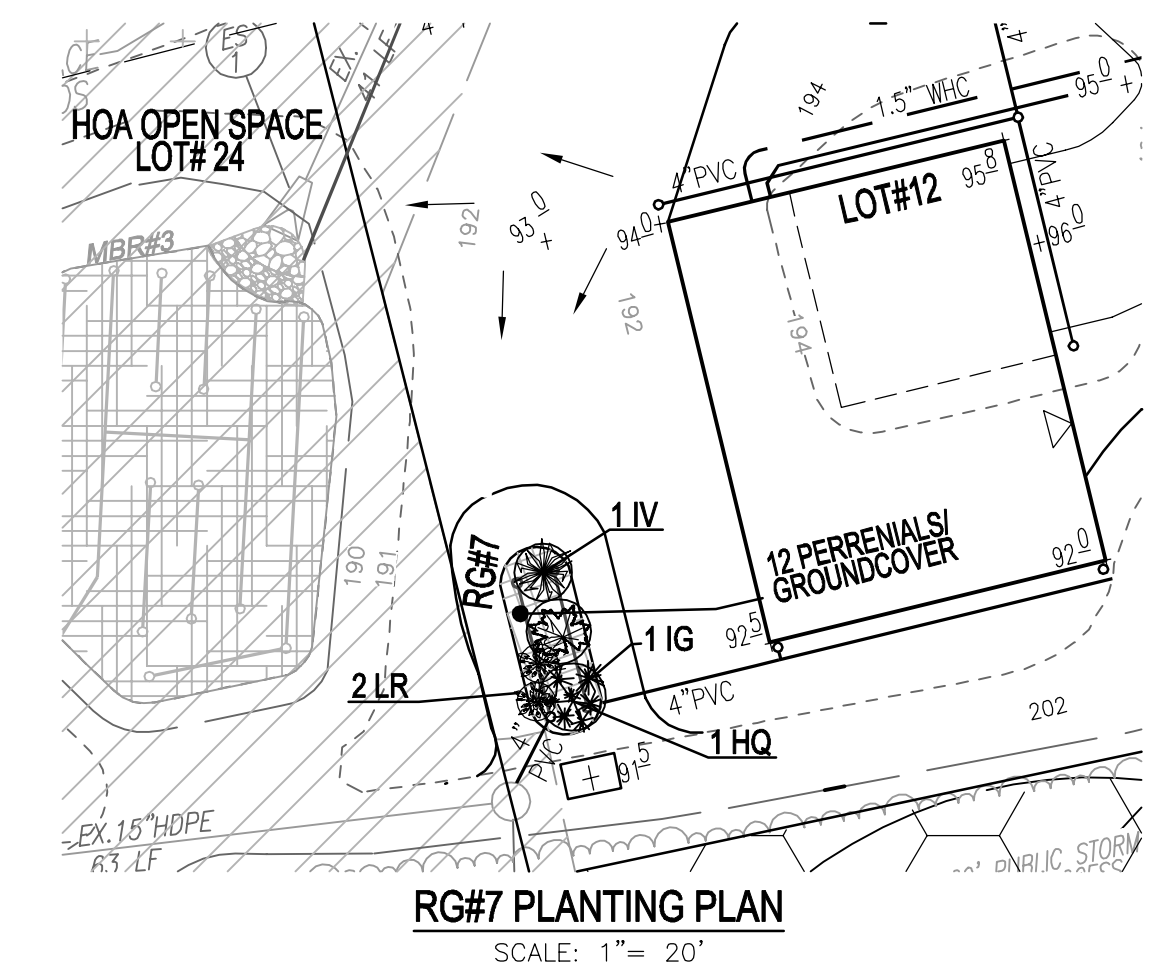 ES
1
EX.
41 LF
4"
HOA OPEN SPACE
LOT# 24
MBR#3
192
93 0
94 0
192
194
1.5" WHC
4"PVC
LOT#12
95 8
95 0
4"
4"PVC
96 0
194
190
191
RG#7
1 IV
12 PERRENIALS/
GROUNDCOVER
92 0
92 5
1 IG
2 LR
4"PVC
1 HQ
4"
PVC
91 5
202
EX.15"HDPE
63 LF
PUBLIC STORM
RG#7 PLANTING PLAN
SCALE: 1"= 20'